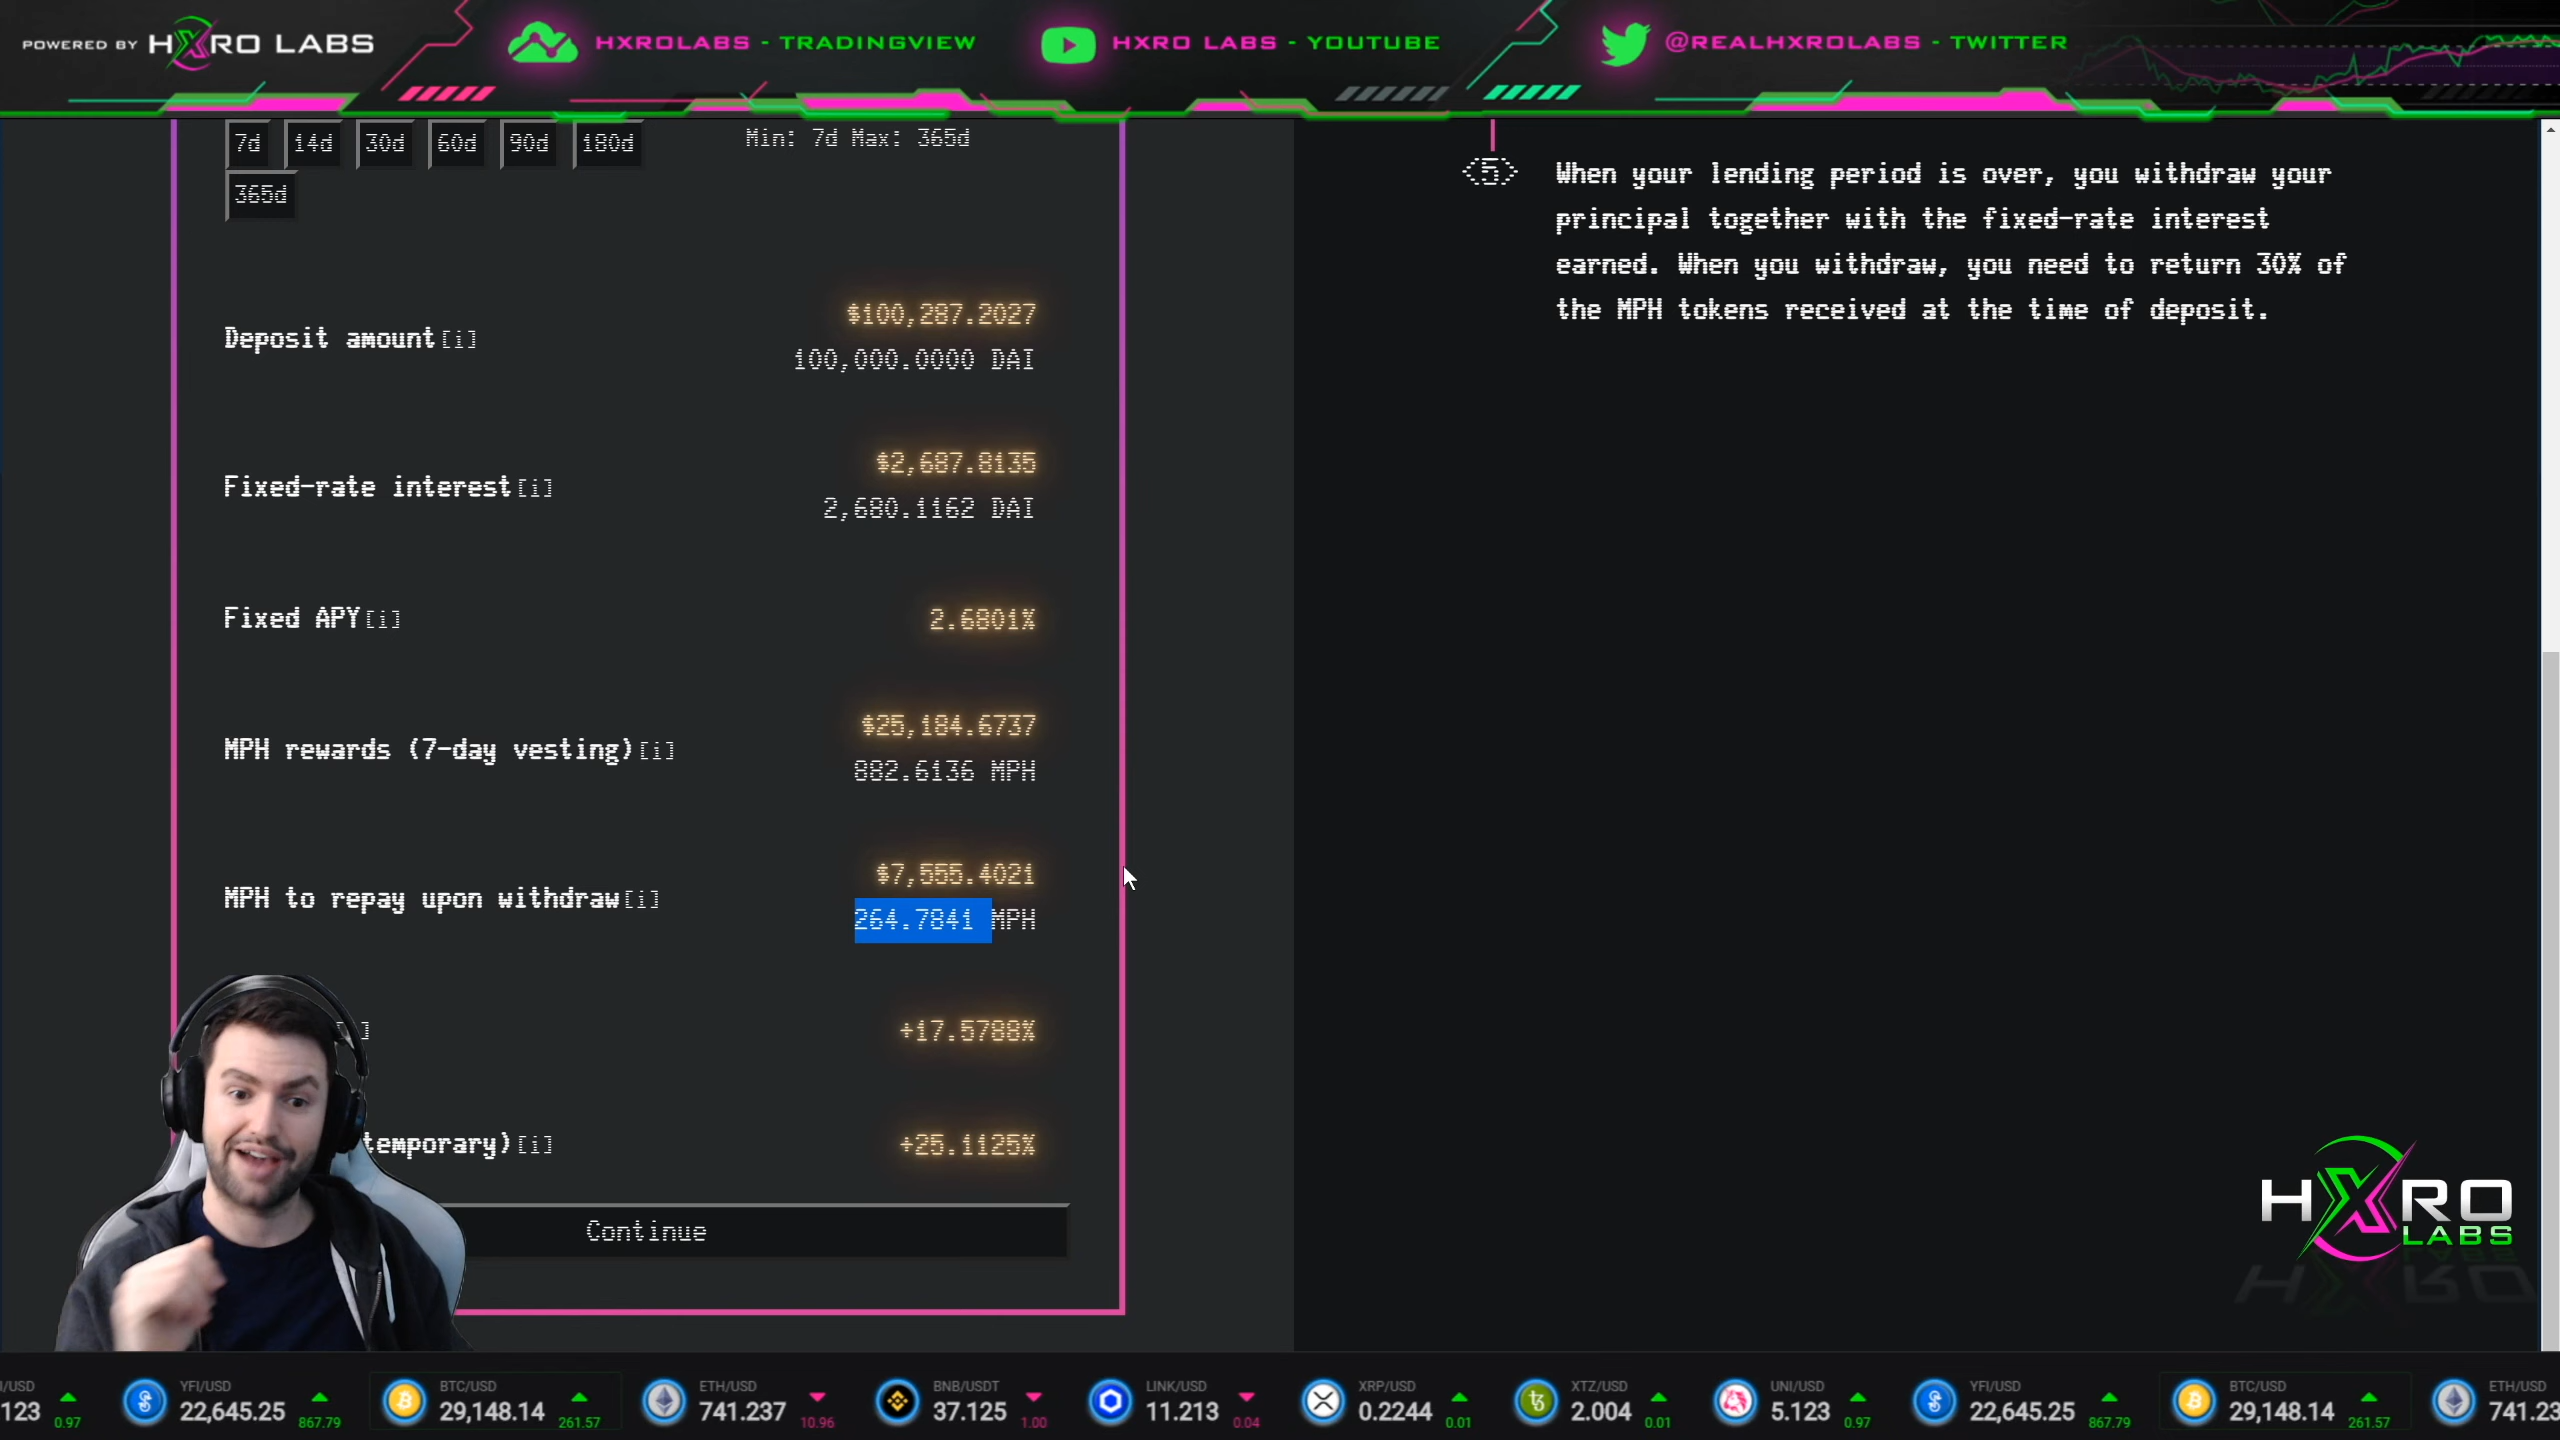 POWERED BY HXRO LABS
HXROLABS - TRADINGVIEW
HXRO LABS - YOUTUBE
@REALHXROLABS - TWITTER
7d
14d
30d
60d
90d
180d
365d
Min: 7d Max: 365d
Deposit amount[i]
$100,287.2027
100,000.0000 DAI
Fixed-rate interest[i]
$2,687.8135
2,680.1162 DAI
Fixed APY[i]
2.6801%
MPH rewards (7-day vesting)[i]
$25,184.6737
882.6136 MPH
MPH to repay upon withdraw[i]
$7,555.4021
264.7841 MPH
+17.5788%
temporary)[i]
+25.1125%
Continue
<5>
When your lending period is over, you withdraw your
principal together with the fixed-rate interest
earned. When you withdraw, you need to return 30% of
the MPH tokens received at the time of deposit.
HXRO
LABS
I/USD
123
0.97
YFI/USD
22,645.25
867.79
BTC/USD
29,148.14
261.57
ETH/USD
741.237
10.96
BNB/USDT
37.125
1.00
LINK/USD
11.213
0.04
XRP/USD
0.2244
0.01
XTZ/USD
2.004
0.01
UNI/USD
5.123
0.97
YFI/USD
22,645.25
867.79
BTC/USD
29,148.14
261.57
ETH/USD
741.23